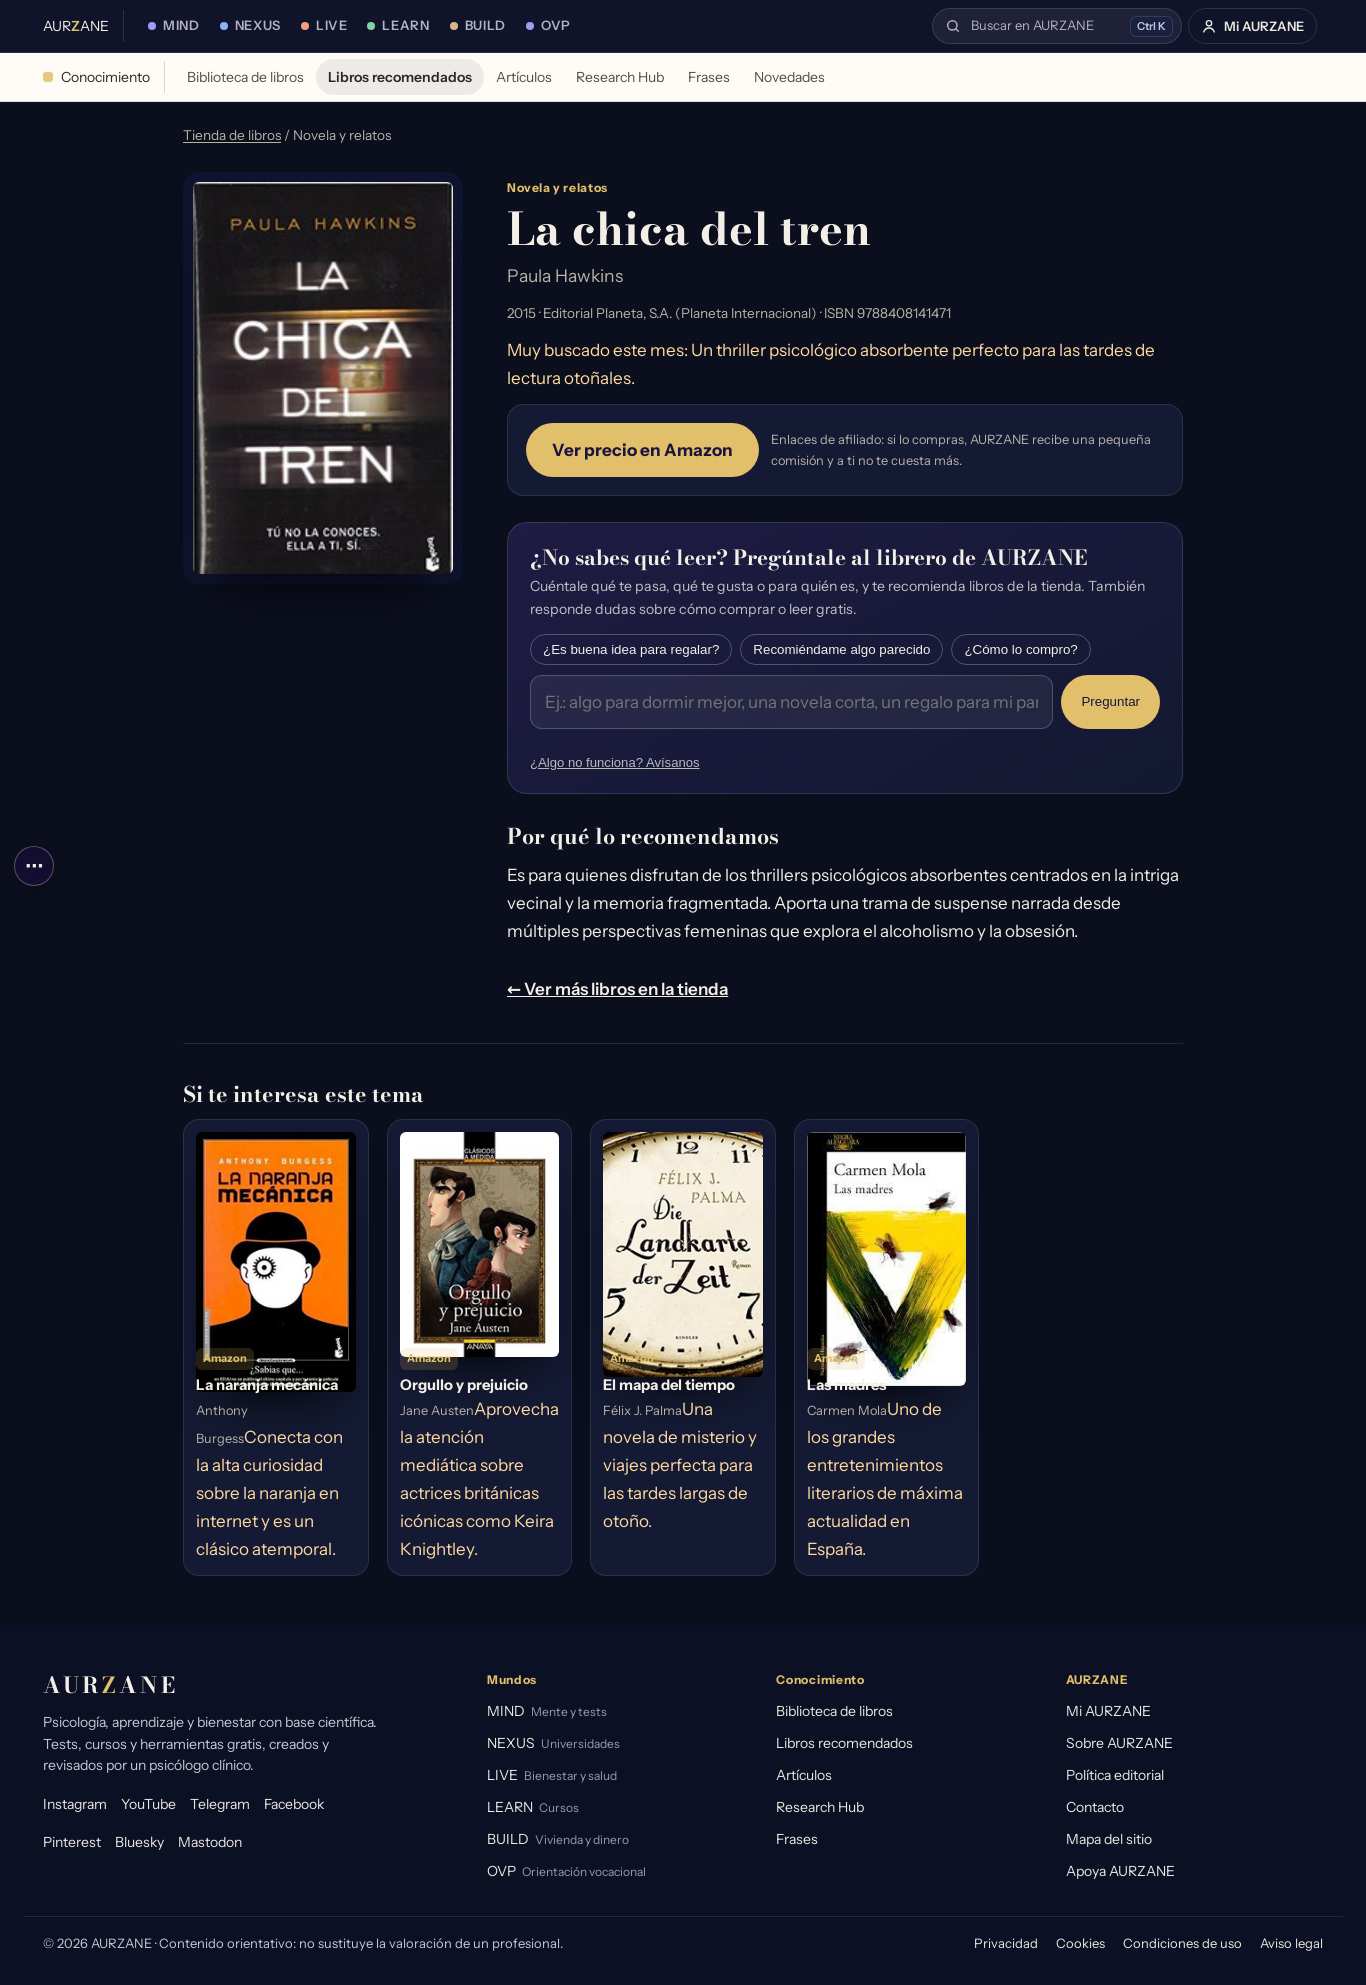 AURZANE
MIND
NEXUS
LIVE
LEARN
BUILD
OVP
Buscar en AURZANE
Ctrl K
Mi AURZANE
Conocimiento
Biblioteca de libros
Libros recomendados
Artículos
Research Hub
Frases
Novedades
Tienda de libros / Novela y relatos
PAULA HAWKINS
LA
CHICA
DEL
TREN
TÚ NO LA CONOCES.
ELLA A TI, SÍ.
Booket
Novela y relatos
La chica del tren
Paula Hawkins
2015 · Editorial Planeta, S.A. (Planeta Internacional) · ISBN 9788408141471
Muy buscado este mes: Un thriller psicológico absorbente perfecto para las tardes de
lectura otoñales.
Ver precio en Amazon
Enlaces de afiliado: si lo compras, AURZANE recibe una pequeña
comisión y a ti no te cuesta más.
¿No sabes qué leer? Pregúntale al librero de AURZANE
Cuéntale qué te pasa, qué te gusta o para quién es, y te recomienda libros de la tienda. También
responde dudas sobre cómo comprar o leer gratis.
¿Es buena idea para regalar?
Recomiéndame algo parecido
¿Cómo lo compro?
Ej.: algo para dormir mejor, una novela corta, un regalo para mi par
Preguntar
¿Algo no funciona? Avísanos
Por qué lo recomendamos
Es para quienes disfrutan de los thrillers psicológicos absorbentes centrados en la intriga
vecinal y la memoria fragmentada. Aporta una trama de suspense narrada desde
múltiples perspectivas femeninas que explora el alcoholismo y la obsesión.
← Ver más libros en la tienda
Si te interesa este tema
ANTHONY BURGESS
LA NARANJA
MECÁNICA
¿Sabías que...
Amazon
La naranja mecánica
Anthony
BurgessConecta con
la alta curiosidad
sobre la naranja en
internet y es un
clásico atemporal.
CLÁSICOS
A MEDIDA
Orgullo
y prejuicio
Jane Austen
ANAYA
Amazon
Orgullo y prejuicio
Jane AustenAprovecha
la atención
mediática sobre
actrices británicas
icónicas como Keira
Knightley.
12
11
FÉLIX J.
PALMA
Die
Landkarte
der Zeit
Roman
5
7
KINDLER
Amazon
El mapa del tiempo
Félix J. PalmaUna
novela de misterio y
viajes perfecta para
las tardes largas de
otoño.
NEGRA
ALFAGUARA
Carmen Mola
Las madres
Amazon
Las madres
Carmen MolaUno de
los grandes
entretenimientos
literarios de máxima
actualidad en
España.
AURZANE
Psicología, aprendizaje y bienestar con base científica.
Tests, cursos y herramientas gratis, creados y
revisados por un psicólogo clínico.
Instagram YouTube Telegram Facebook
Pinterest Bluesky Mastodon
Mundos
MIND Mente y tests
NEXUS Universidades
LIVE Bienestar y salud
LEARN Cursos
BUILD Vivienda y dinero
OVP Orientación vocacional
Conocimiento
Biblioteca de libros
Libros recomendados
Artículos
Research Hub
Frases
AURZANE
Mi AURZANE
Sobre AURZANE
Política editorial
Contacto
Mapa del sitio
Apoya AURZANE
© 2026 AURZANE · Contenido orientativo: no sustituye la valoración de un profesional.
Privacidad Cookies Condiciones de uso Aviso legal